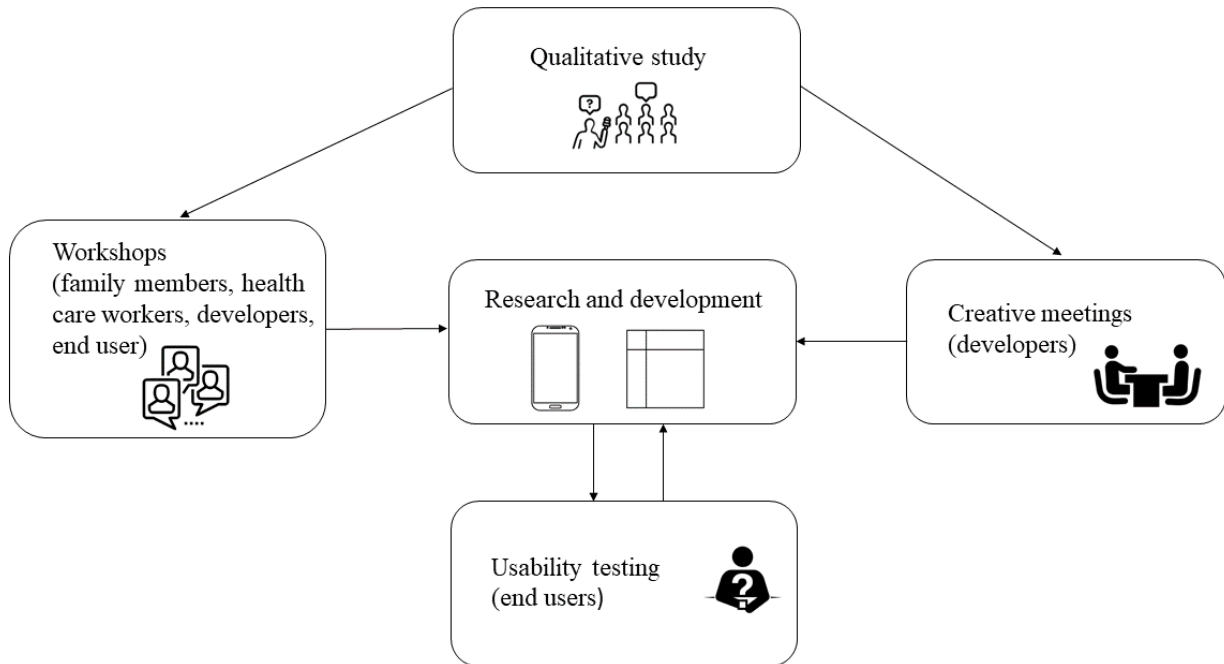 Qualitative study
?
Workshops
(family members, health
care workers, developers,
end user)
....
Research and development
Creative meetings
(developers)
Usability testing
(end users)
?